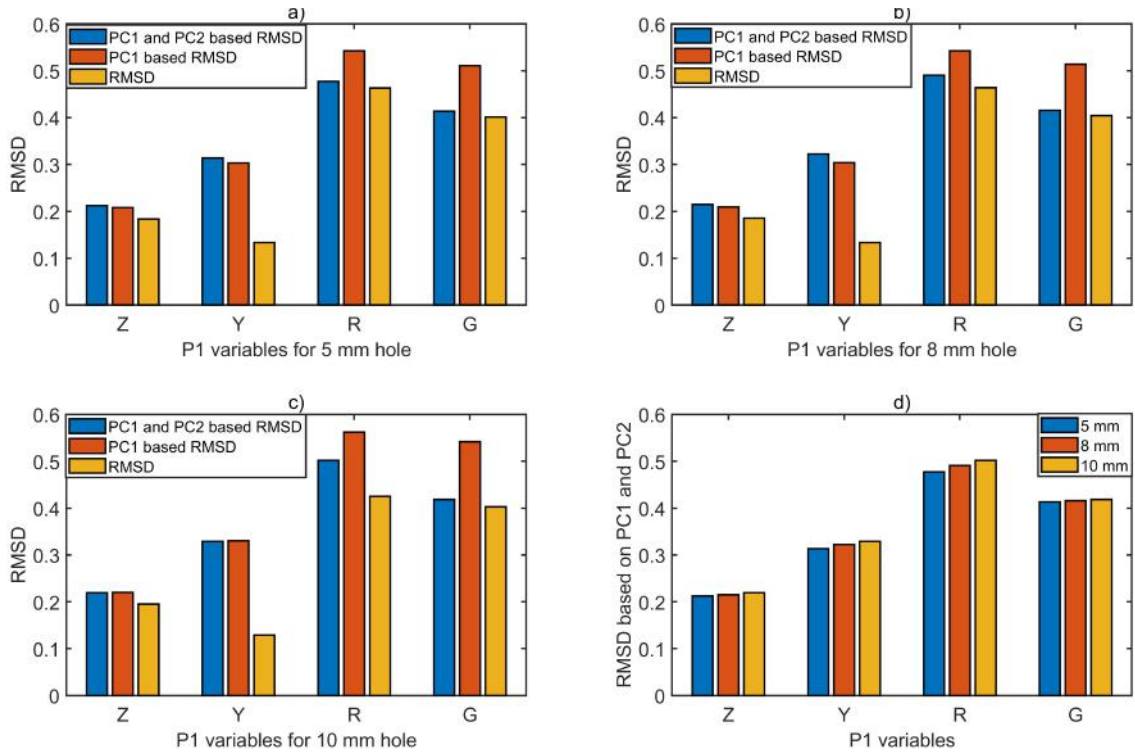 a)
0.6
PC1 and PC2 based RMSD
PC1 based RMSD
RMSD
0.5
0.4
0.3
0.2
0.1
0
RMSD
Z Y R G
P1 variables for 5 mm hole
b)
0.6
PC1 and PC2 based RMSD
PC1 based RMSD
RMSD
0.5
0.4
0.3
0.2
0.1
0
RMSD
Z Y R G
P1 variables for 8 mm hole
c)
0.6
PC1 and PC2 based RMSD
PC1 based RMSD
RMSD
0.5
0.4
0.3
0.2
0.1
0
RMSD
Z Y R G
P1 variables for 10 mm hole
d)
0.6
5 mm
8 mm
10 mm
0.5
0.4
0.3
0.2
0.1
0
RMSD based on PC1 and PC2
Z Y R G
P1 variables